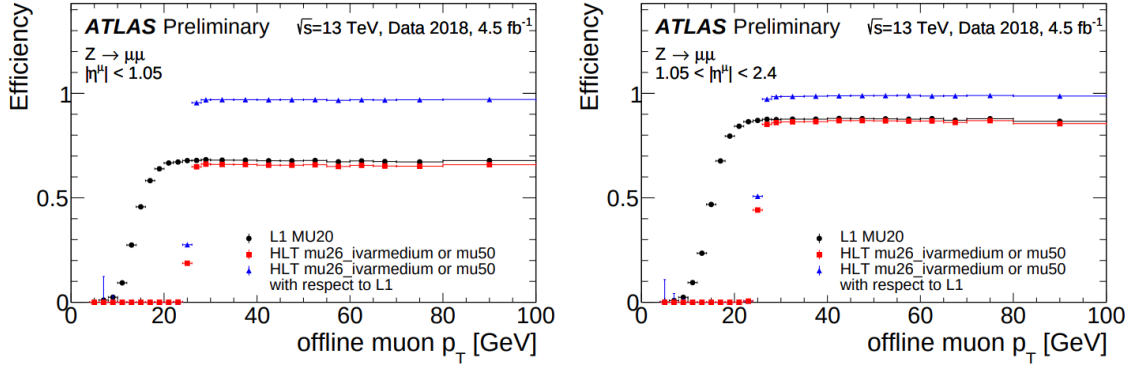 ATLAS Preliminary
√s=13 TeV, Data 2018, 4.5 fb⁻¹
Z → μμ
|η^μ| < 1.05
Efficiency
1
0.5
0
L1 MU20
HLT mu26_ivarmedium or mu50
HLT mu26_ivarmedium or mu50
with respect to L1
0 20 40 60 80 100
offline muon p_T [GeV]
ATLAS Preliminary
√s=13 TeV, Data 2018, 4.5 fb⁻¹
Z → μμ
1.05 < |η^μ| < 2.4
Efficiency
1
0.5
0
L1 MU20
HLT mu26_ivarmedium or mu50
HLT mu26_ivarmedium or mu50
with respect to L1
0 20 40 60 80 100
offline muon p_T [GeV]